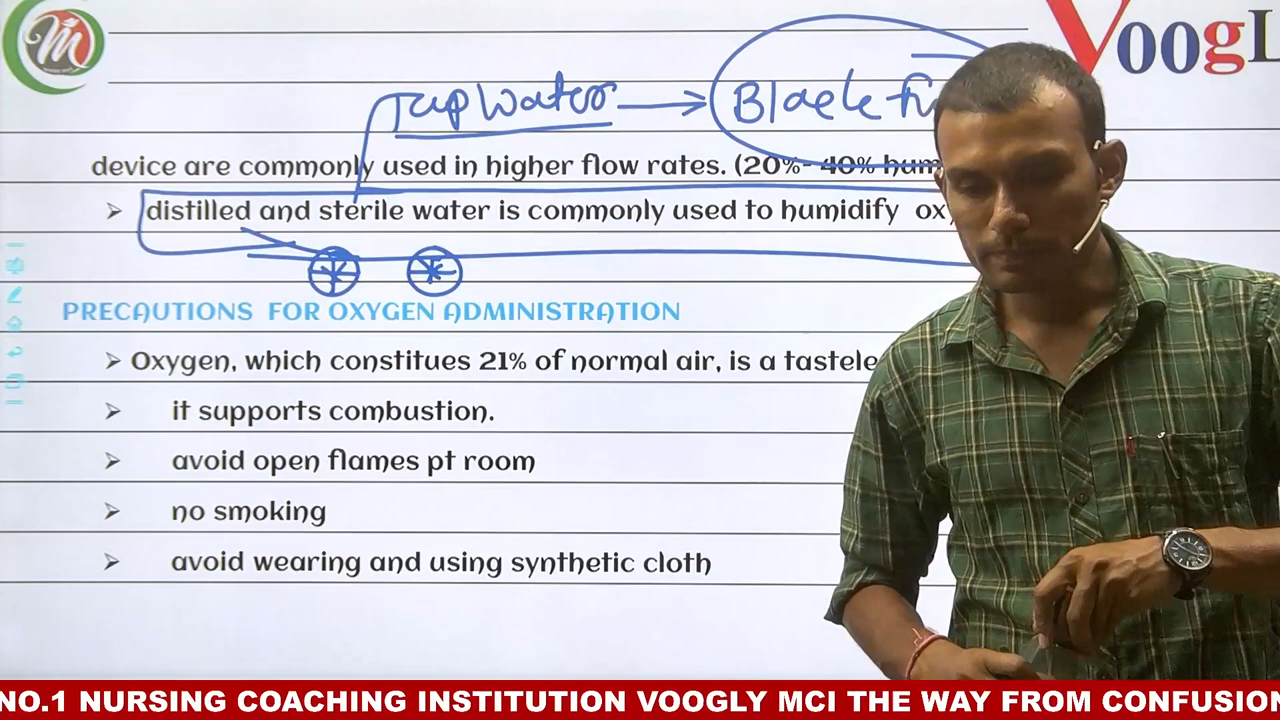 VoogL
Tap Water → Black
device are commonly used in higher flow rates. (20%- 40% hum
➢ distilled and sterile water is commonly used to humidify ox
PRECAUTIONS FOR OXYGEN ADMINISTRATION
➢ Oxygen, which constitues 21% of normal air, is a tastele
➢ it supports combustion.
➢ avoid open flames pt room
➢ no smoking
➢ avoid wearing and using synthetic cloth
NO.1 NURSING COACHING INSTITUTION VOOGLY MCI THE WAY FROM CONFUSION